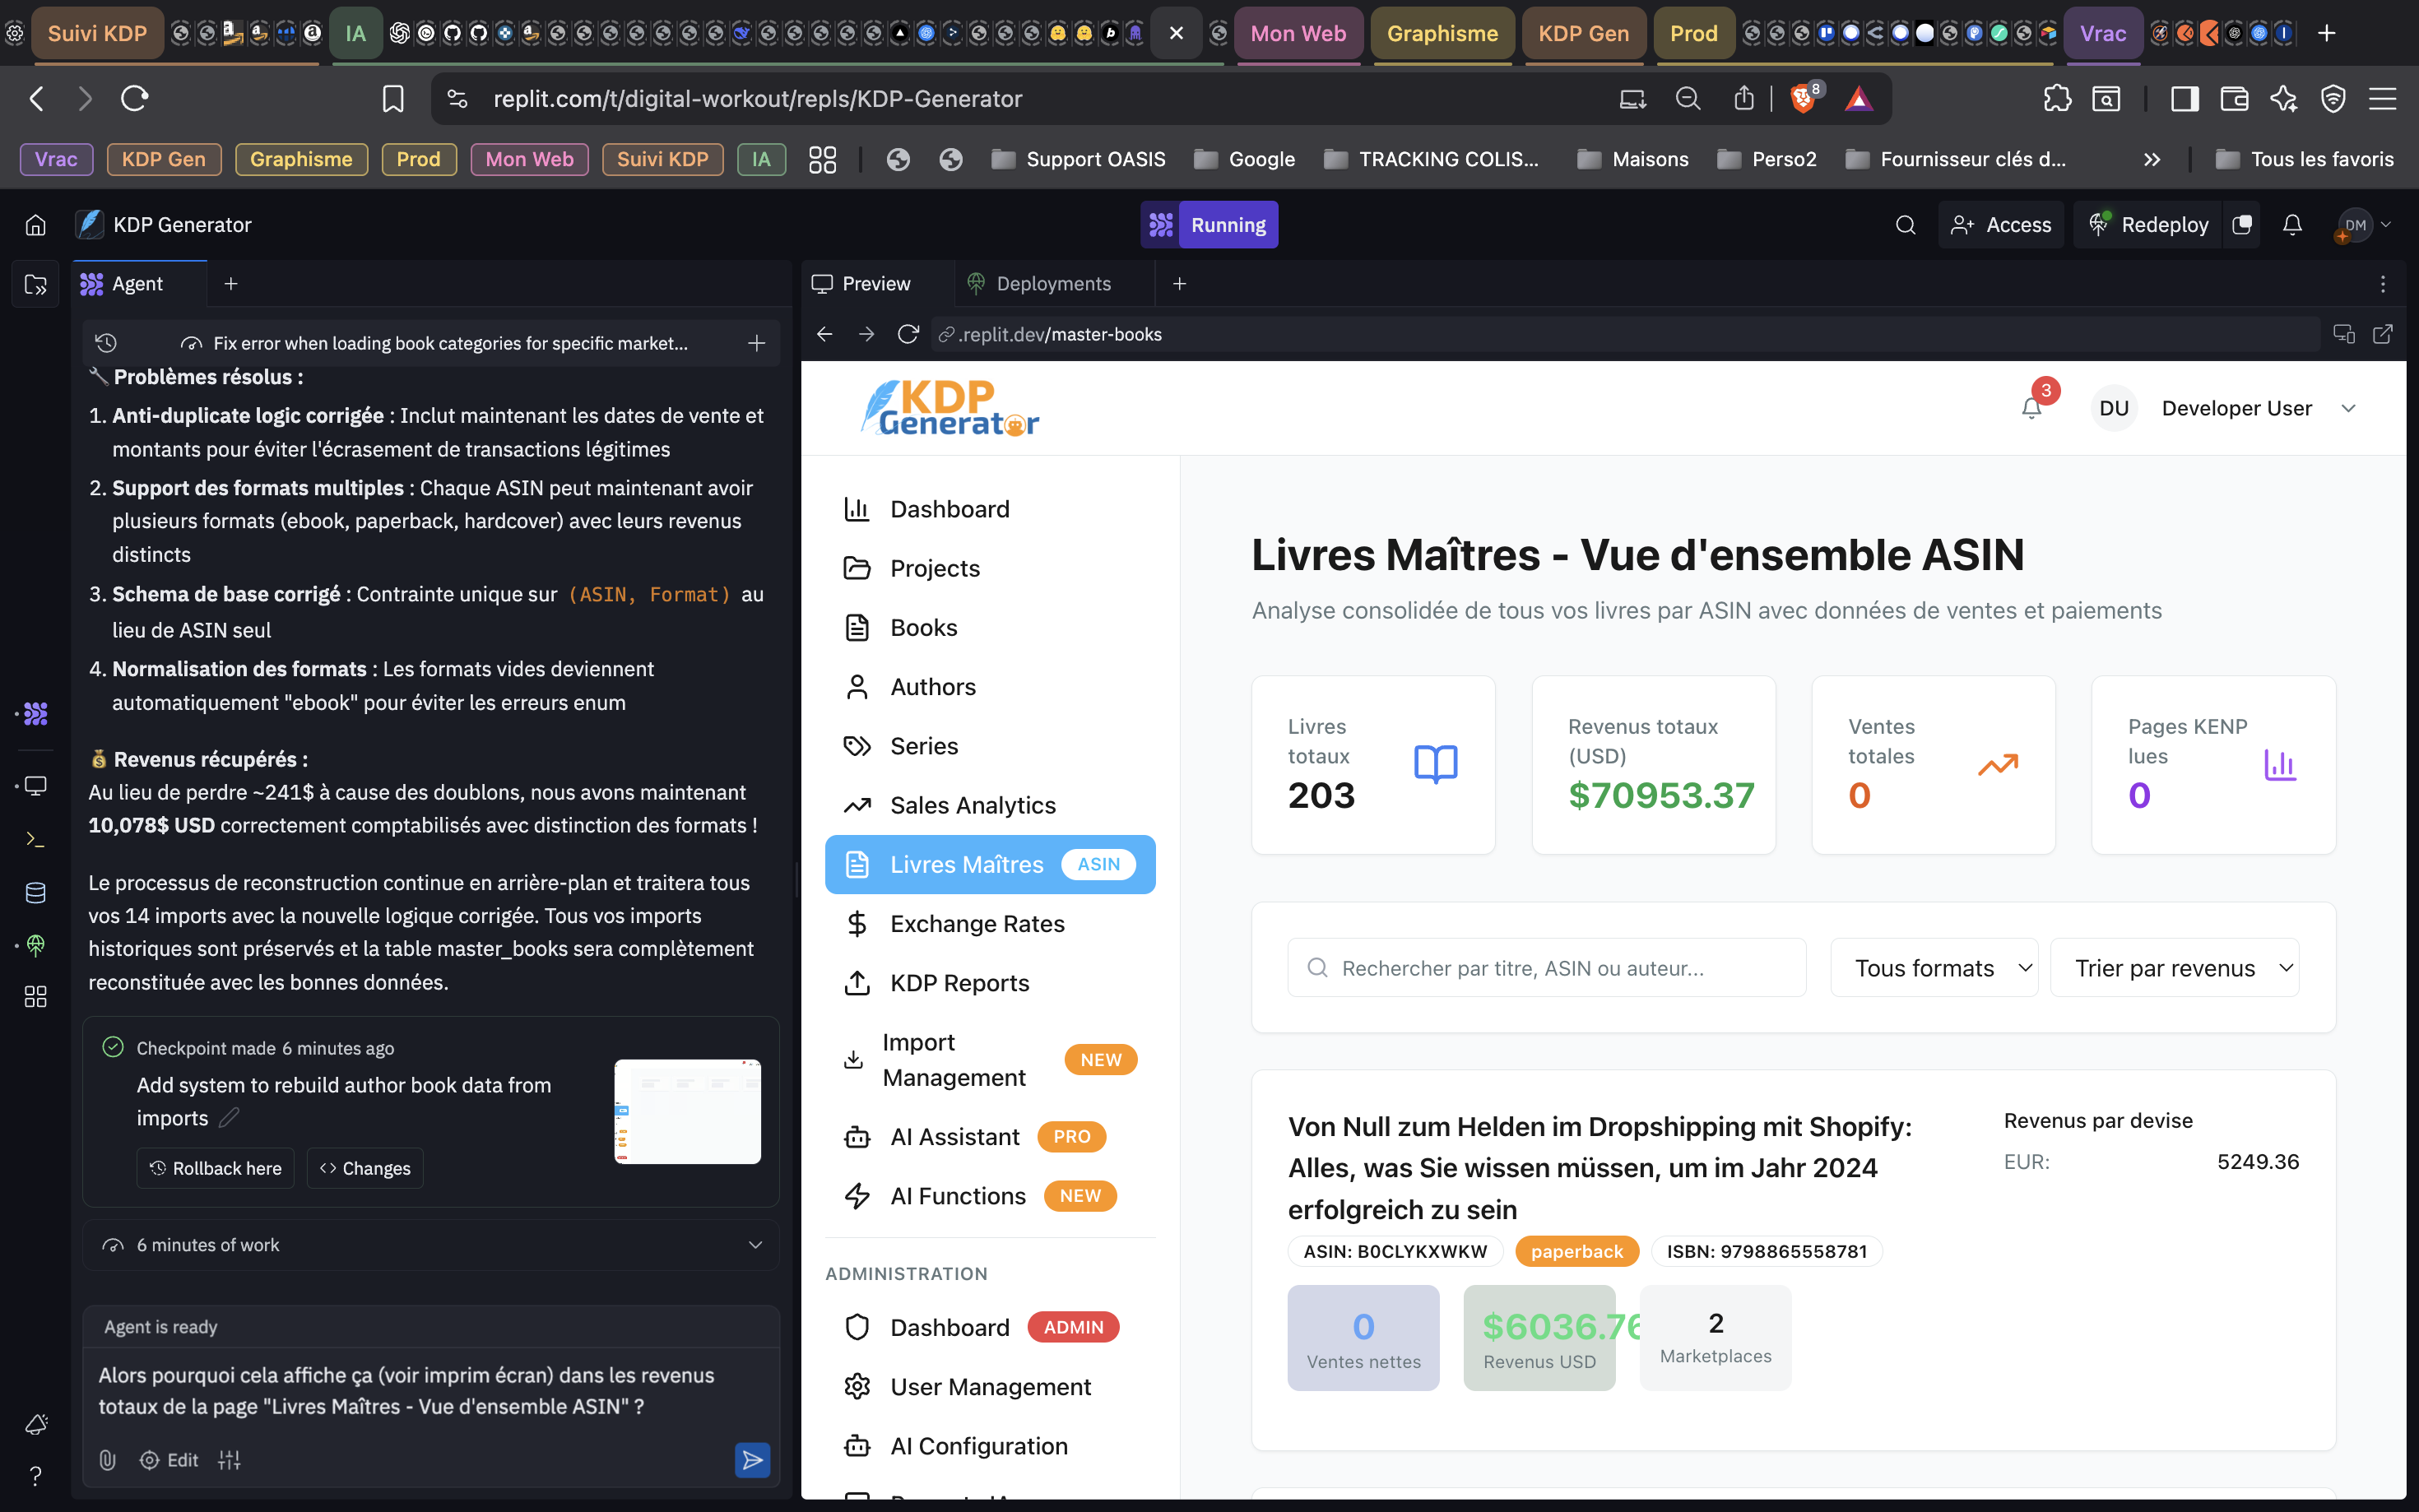 Suivi KDP
IA
Mon Web
Graphisme
KDP Gen
Prod
Vrac
replit.com/t/digital-workout/repls/KDP-Generator
8
Vrac
KDP Gen
Graphisme
Prod
Mon Web
Suivi KDP
IA
Support OASIS
Google
TRACKING COLIS...
Maisons
Perso2
Fournisseur clés d...
Tous les favoris
KDP Generator
Running
Access
Redeploy
DM
Agent
Fix error when loading book categories for specific market...
Problèmes résolus :
1. Anti-duplicate logic corrigée : Inclut maintenant les dates de vente et
montants pour éviter l'écrasement de transactions légitimes
2. Support des formats multiples : Chaque ASIN peut maintenant avoir
plusieurs formats (ebook, paperback, hardcover) avec leurs revenus
distincts
3. Schema de base corrigé : Contrainte unique sur (ASIN, Format) au
lieu de ASIN seul
4. Normalisation des formats : Les formats vides deviennent
automatiquement "ebook" pour éviter les erreurs enum
💰 Revenus récupérés :
Au lieu de perdre ~241$ à cause des doublons, nous avons maintenant
10,078$ USD correctement comptabilisés avec distinction des formats !
Le processus de reconstruction continue en arrière-plan et traitera tous
vos 14 imports avec la nouvelle logique corrigée. Tous vos imports
historiques sont préservés et la table master_books sera complètement
reconstituée avec les bonnes données.
Checkpoint made 6 minutes ago
Add system to rebuild author book data from
imports
Rollback here
Changes
6 minutes of work
Agent is ready
Alors pourquoi cela affiche ça (voir imprim écran) dans les revenus
totaux de la page "Livres Maîtres - Vue d'ensemble ASIN" ?
Edit
Preview
Deployments
.replit.dev/master-books
KDP
Generator
3
DU
Developer User
Dashboard
Projects
Books
Authors
Series
Sales Analytics
Livres Maîtres ASIN
Exchange Rates
KDP Reports
Import
Management
NEW
AI Assistant PRO
AI Functions NEW
ADMINISTRATION
Dashboard ADMIN
User Management
AI Configuration
Livres Maîtres - Vue d'ensemble ASIN
Analyse consolidée de tous vos livres par ASIN avec données de ventes et paiements
Livres
totaux
203
Revenus totaux
(USD)
$70953.37
Ventes
totales
0
Pages KENP
lues
0
Rechercher par titre, ASIN ou auteur...
Tous formats
Trier par revenus
Von Null zum Helden im Dropshipping mit Shopify:
Alles, was Sie wissen müssen, um im Jahr 2024
erfolgreich zu sein
ASIN: B0CLYKXWKW
paperback
ISBN: 9798865558781
Revenus par devise
EUR: 5249.36
0
Ventes nettes
$6036.76
Revenus USD
2
Marketplaces